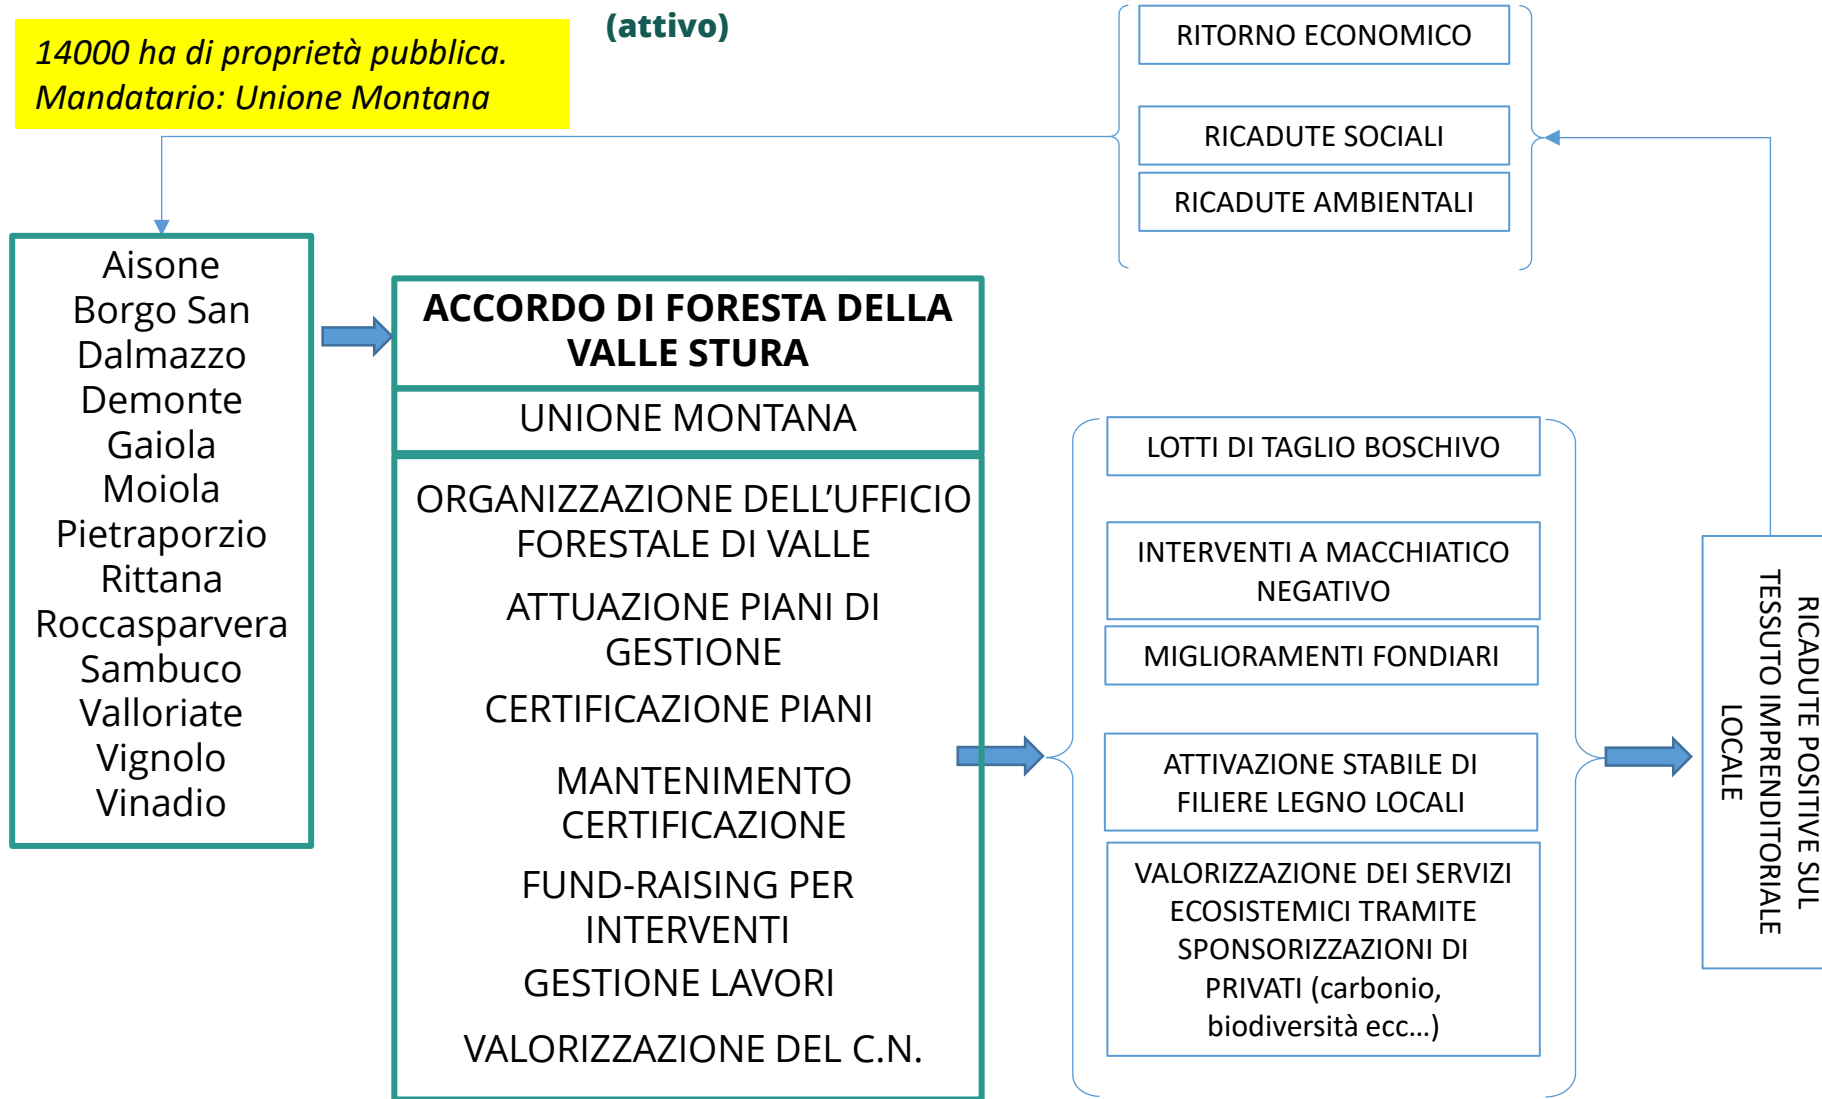 (attivo)
14000 ha di proprietà pubblica.
Mandatario: Unione Montana
RITORNO ECONOMICO
RICADUTE SOCIALI
RICADUTE AMBIENTALI
Aisone
Borgo San
Dalmazzo
Demonte
Gaiola
Moiola
Pietraporzio
Rittana
Roccasparvera
Sambuco
Valloriate
Vignolo
Vinadio
ACCORDO DI FORESTA DELLA
VALLE STURA
UNIONE MONTANA
ORGANIZZAZIONE DELL’UFFICIO
FORESTALE DI VALLE
ATTUAZIONE PIANI DI
GESTIONE
CERTIFICAZIONE PIANI
MANTENIMENTO
CERTIFICAZIONE
FUND-RAISING PER
INTERVENTI
GESTIONE LAVORI
VALORIZZAZIONE DEL C.N.
LOTTI DI TAGLIO BOSCHIVO
INTERVENTI A MACCHIATICO
NEGATIVO
MIGLIORAMENTI FONDIARI
ATTIVAZIONE STABILE DI
FILIERE LEGNO LOCALI
VALORIZZAZIONE DEI SERVIZI
ECOSISTEMICI TRAMITE
SPONSORIZZAZIONI DI
PRIVATI (carbonio,
biodiversità ecc…)
RICADUTE POSITIVE SUL
TESSUTO IMPRENDITORIALE
LOCALE